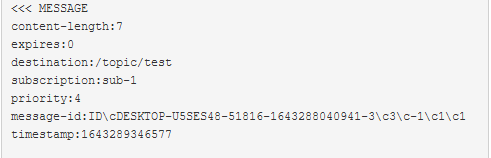 <<< MESSAGE
content-length:7
expires:0
destination:/topic/test
subscription:sub-1
priority:4
message-id:ID\cDESKTOP-U5SES48-51816-1643288040941-3\c3\c-1\c1\c1
timestamp:1643289346577